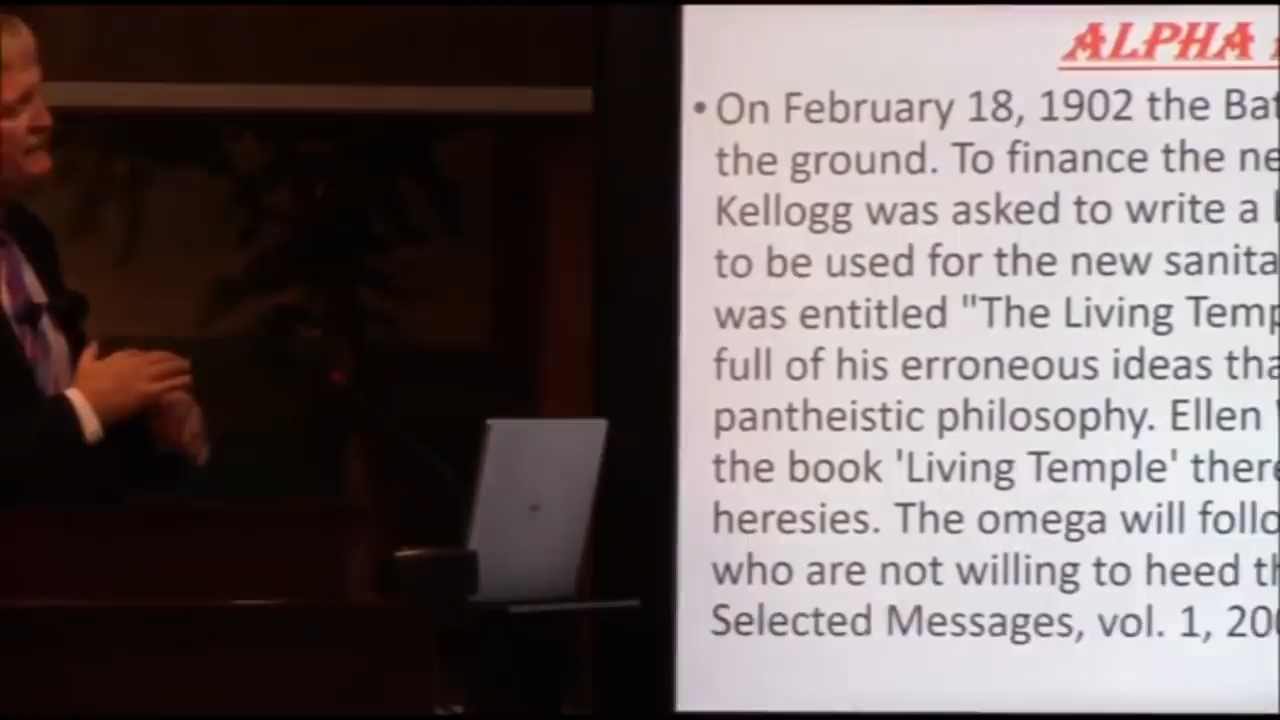 ALPHA
• On February 18, 1902 the Bat
the ground. To finance the ne
Kellogg was asked to write a
to be used for the new sanita
was entitled "The Living Temp
full of his erroneous ideas tha
pantheistic philosophy. Ellen
the book 'Living Temple' there
heresies. The omega will follo
who are not willing to heed th
Selected Messages, vol. 1, 200